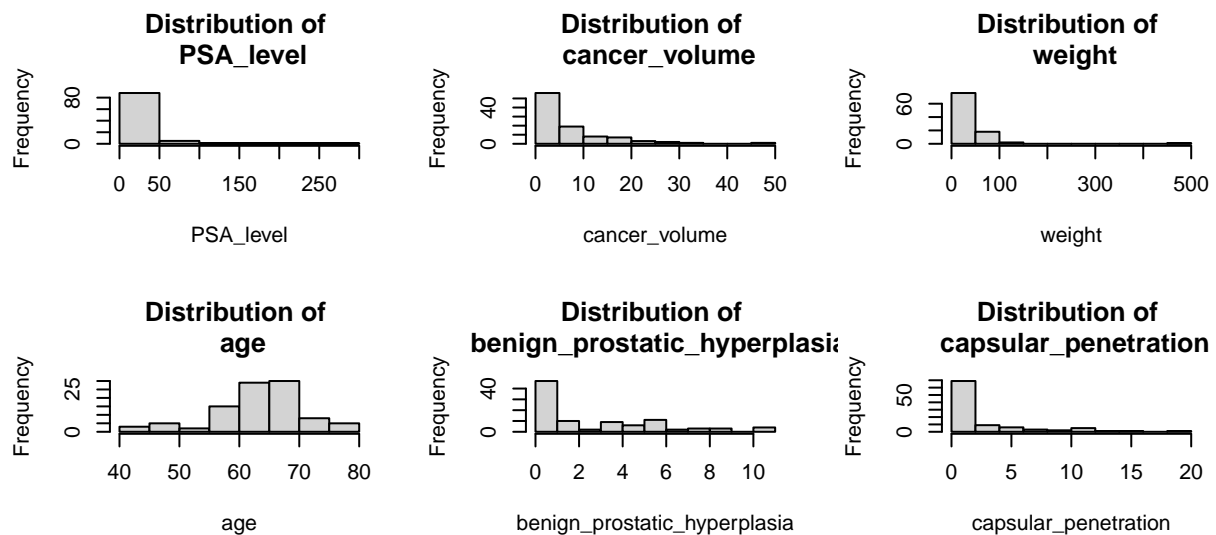 Distribution of
PSA_level
Frequency
0 80
0 50 150 250
PSA_level
Distribution of
cancer_volume
Frequency
0 40
0 10 20 30 40 50
cancer_volume
Distribution of
weight
Frequency
0 60
0 100 300 500
weight
Distribution of
age
Frequency
0 25
40 50 60 70 80
age
Distribution of
benign_prostatic_hyperplasia
Frequency
0 40
0 2 4 6 8 10
benign_prostatic_hyperplasia
Distribution of
capsular_penetration
Frequency
0 50
0 5 10 15 20
capsular_penetration